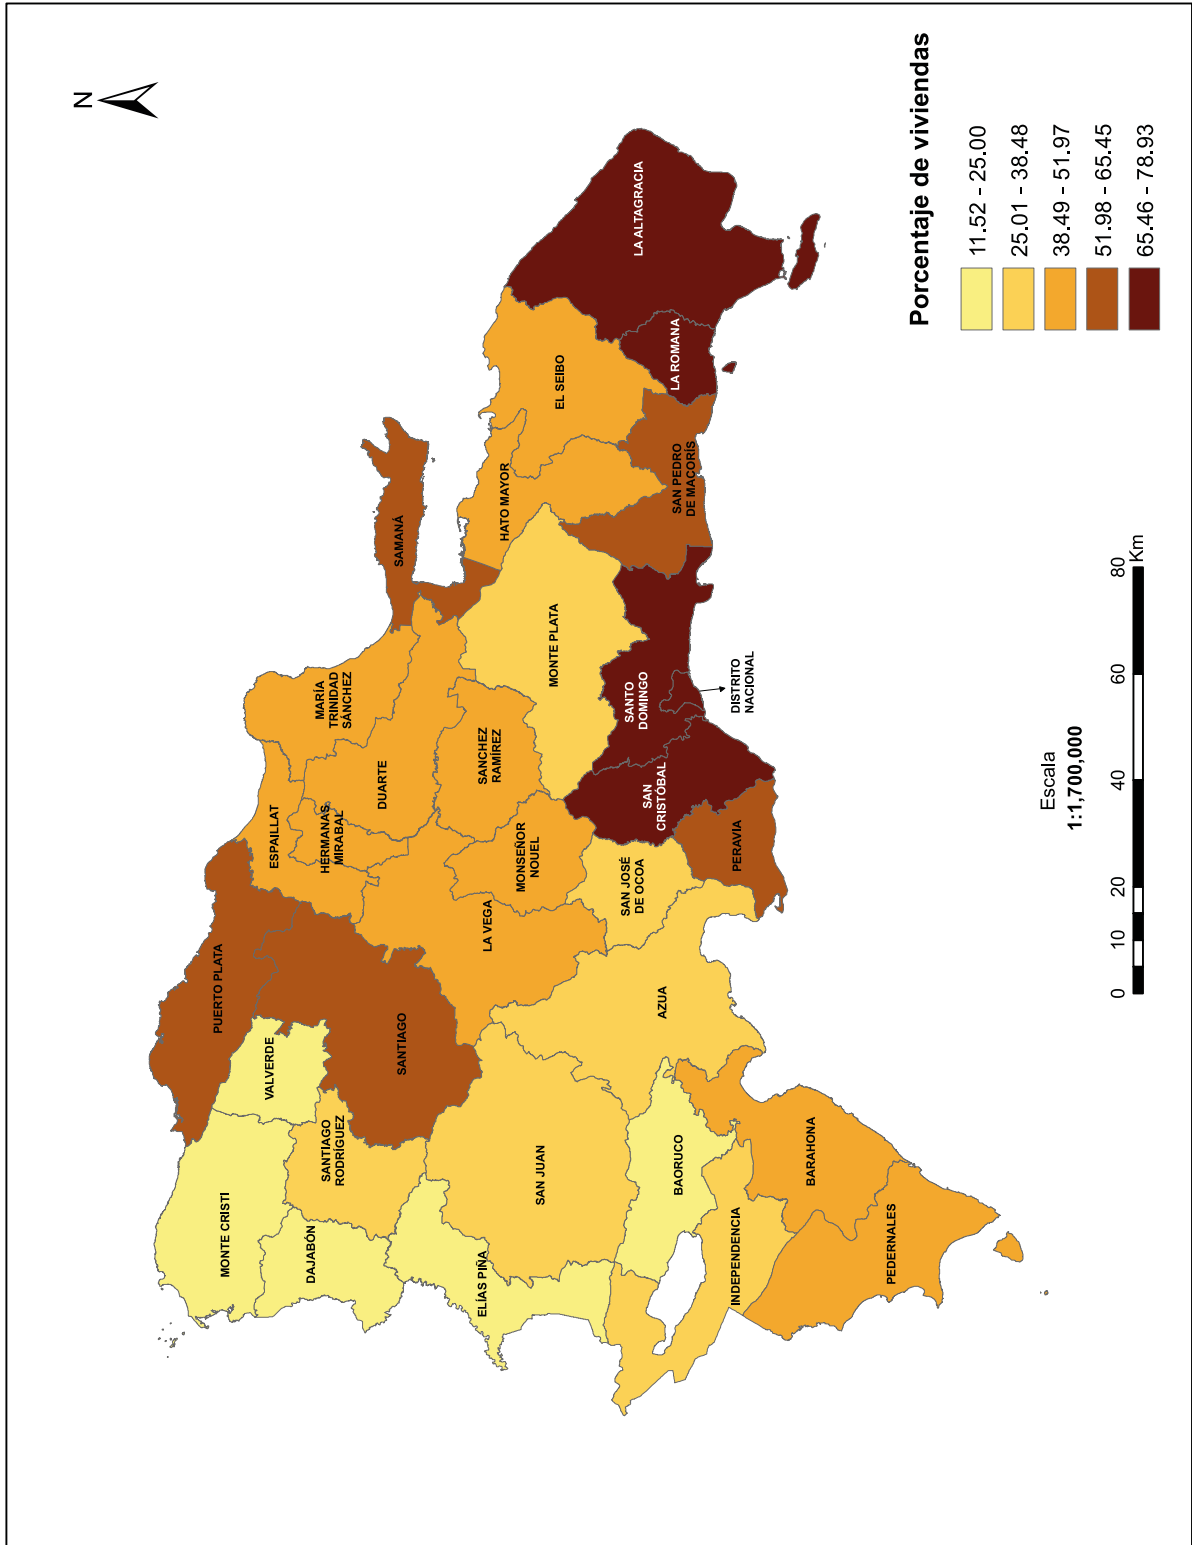 N
PUERTO PLATA
ESPAILLAT
MARÍA
TRINIDAD
SÁNCHEZ
MONTE CRISTI
VALVERDE
HERMANAS
MIRABAL
DAJABÓN
SANTIAGO
RODRÍGUEZ
SANTIAGO
DUARTE
SAMANÁ
ELÍAS PIÑA
LA VEGA
SANCHEZ
RAMÍREZ
HATO MAYOR
SAN JUAN
MONSEÑOR
NOUEL
MONTE PLATA
EL SEIBO
LA ALTAGRACIA
AZUA
SAN JOSÉ
DE OCOA
SAN
CRISTÓBAL
SANTO
DOMINGO
SAN PEDRO
DE MACORÍS
LA ROMANA
BAORUCO
INDEPENDENCIA
PERAVIA
DISTRITO
NACIONAL
BARAHONA
PEDERNALES
Porcentaje de viviendas
11.52 - 25.00
25.01 - 38.48
38.49 - 51.97
51.98 - 65.45
65.46 - 78.93
Escala
1:1,700,000
0 10 20 40 60 80
Km